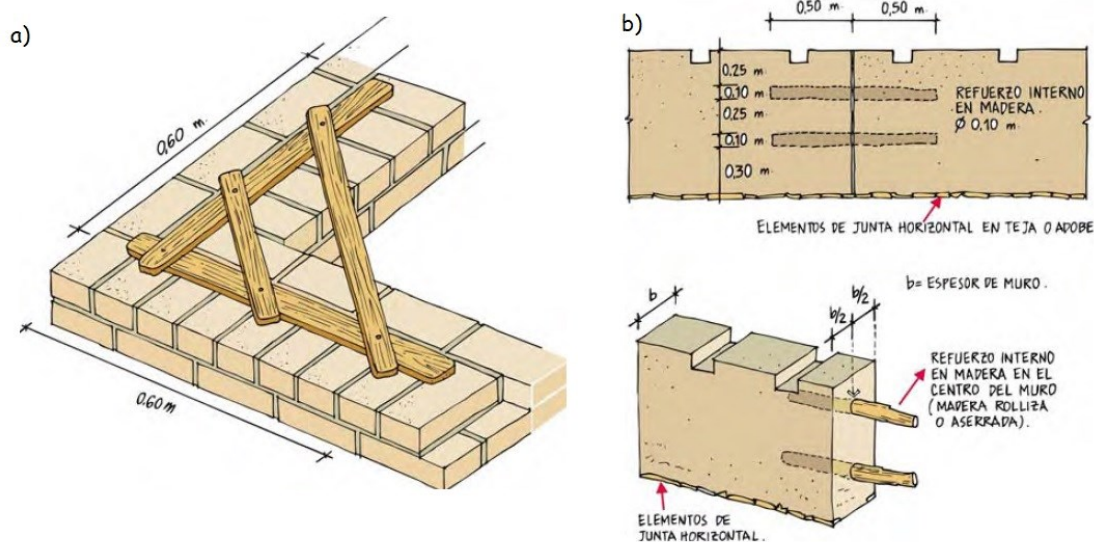 a)
0,60 m.
0.60 m
b)
0,50 m.
0,50 m.
0.25 m.
0.10 m
0.25 m.
0,10 m
0,30 m.
REFUERZO INTERNO
EN MADERA.
Ø 0,10 m.
ELEMENTOS DE JUNTA HORIZONTAL EN TEJA O ADOBE
b= ESPESOR DE MURO.
b
b/2
b/2
REFUERZO INTERNO
EN MADERA EN EL
CENTRO DEL MURO
(MADERA ROLLIZA
O ASERRADA).
ELEMENTOS DE
JUNTA HORIZONTAL.